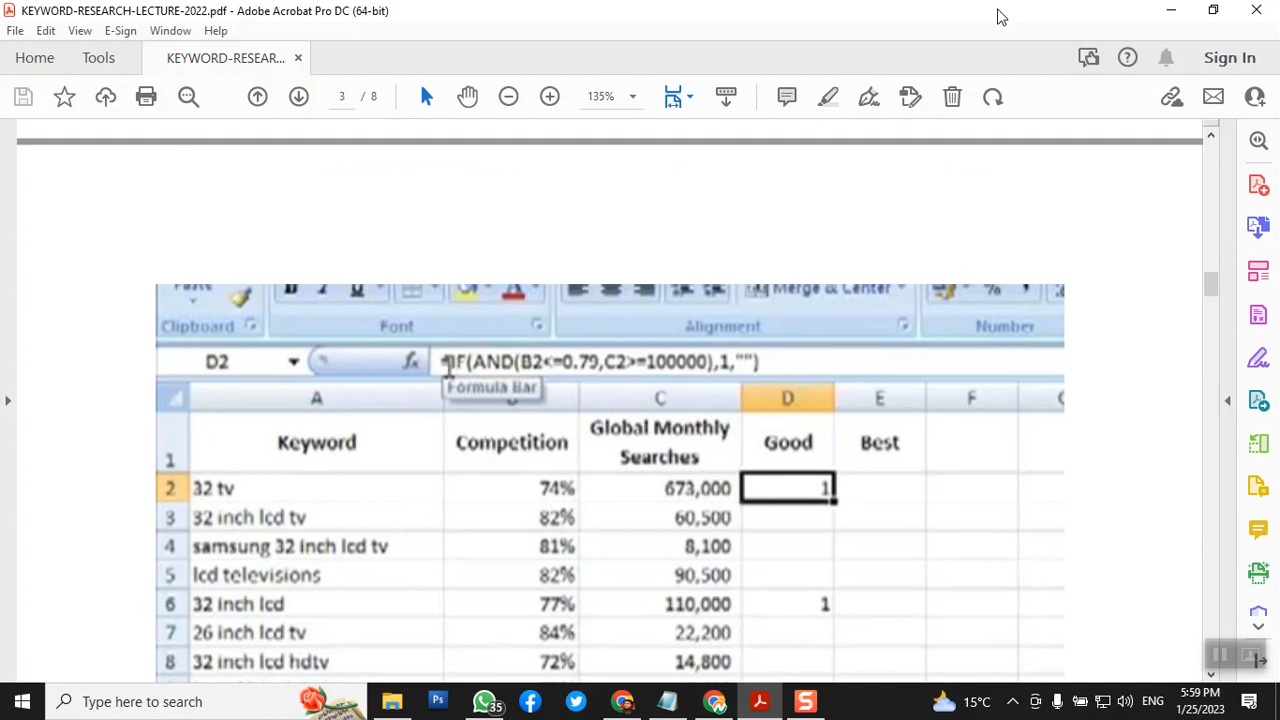 KEYWORD-RESEARCH-LECTURE-2022.pdf - Adobe Acrobat Pro DC (64-bit)
File Edit View E-Sign Window Help
Home Tools KEYWORD-RESEAR... Sign In
3 / 8 135%
Merge & Center %
Clipboard Font Alignment Number
D2 fx =IF(AND(B2<=0.79,C2>=100000),1,"")
Formula Bar
A C D E F
1 Keyword Competition Global Monthly Searches Good Best
2 32 tv 74% 673,000 1
3 32 inch lcd tv 82% 60,500
4 samsung 32 inch lcd tv 81% 8,100
5 lcd televisions 82% 90,500
6 32 inch lcd 77% 110,000 1
7 26 inch lcd tv 84% 22,200
8 32 inch lcd hdtv 72% 14,800
Type here to search
35
15°C ENG
5:59 PM
1/25/2023